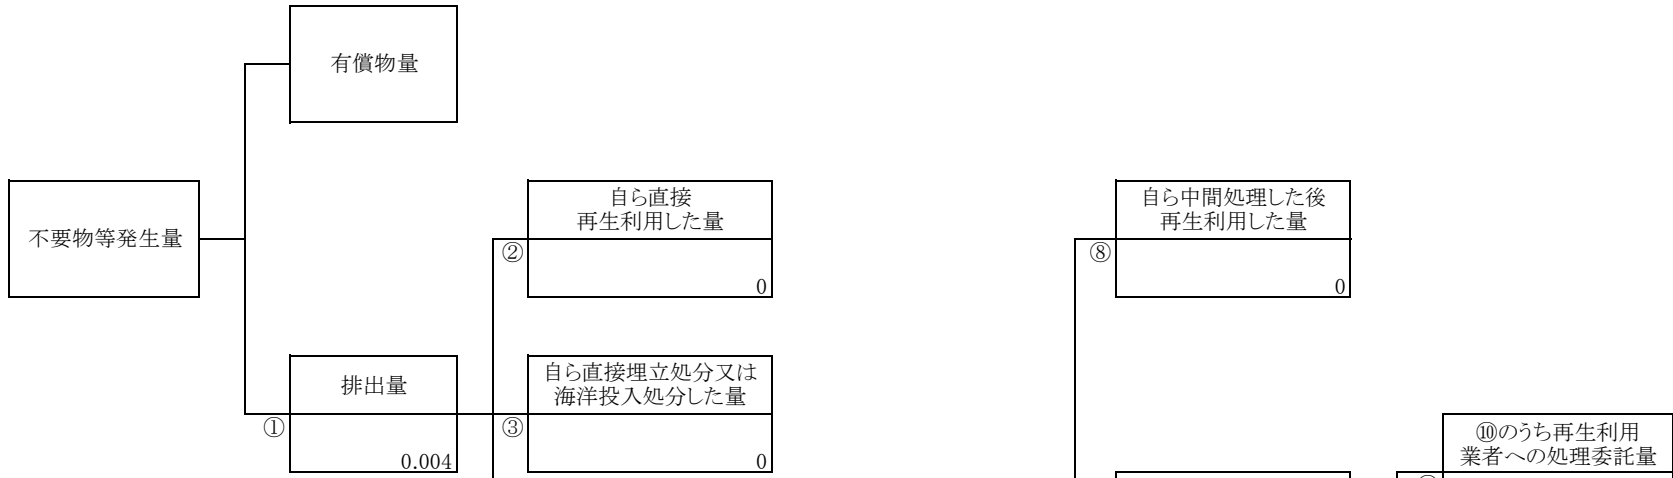 有償物量
不要物等発生量
自ら直接
再生利用した量
②
0
自ら中間処理した後
再生利用した量
⑧
0
排出量
①
0.004
自ら直接埋立処分又は
海洋投入処分した量
③
0
⑩のうち再生利用
業者への処理委託量